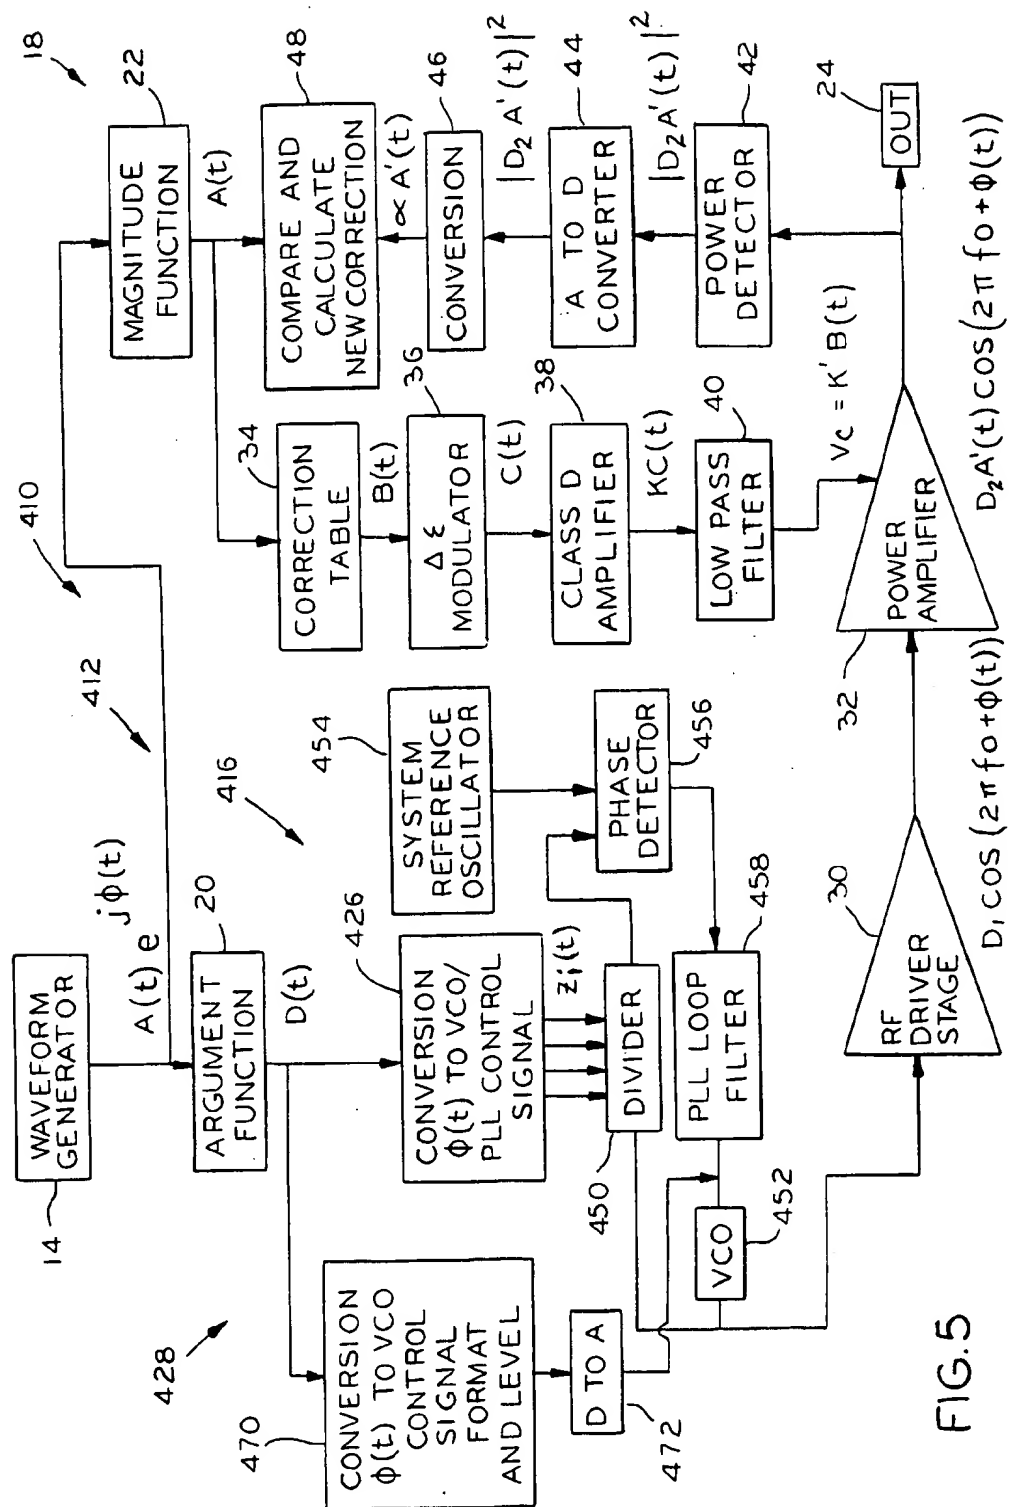 18
410
412
416
428
WAVEFORM
GENERATOR
14
A(t) e jϕ(t)
ARGUMENT
FUNCTION
20
D(t)
MAGNITUDE
FUNCTION
22
A(t)
CONVERSION
ϕ(t) TO VCO
CONTROL
SIGNAL
FORMAT
AND LEVEL
470
D TO A
472
CONVERSION
ϕ(t) TO VCO/
PLL CONTROL
SIGNAL
426
zi(t)
DIVIDER
450
SYSTEM
REFERENCE
OSCILLATOR
454
PHASE
DETECTOR
456
PLL LOOP
FILTER
458
VCO
452
CORRECTION
TABLE
34
B(t)
Δ ε
MODULATOR
36
C(t)
CLASS D
AMPLIFIER
38
KC(t)
LOW PASS
FILTER
40
Vc = K' B(t)
COMPARE AND
CALCULATE
NEW CORRECTION
48
∝ A'(t)
CONVERSION
46
|D2 A'(t)|²
A TO D
CONVERTER
44
|D2 A'(t)|²
POWER
DETECTOR
42
OUT
24
RF
DRIVER
STAGE
30
D1 COS (2π fo+ϕ(t))
POWER
AMPLIFIER
32
D2 A'(t) COS (2π fo+ϕ(t))
FIG.5